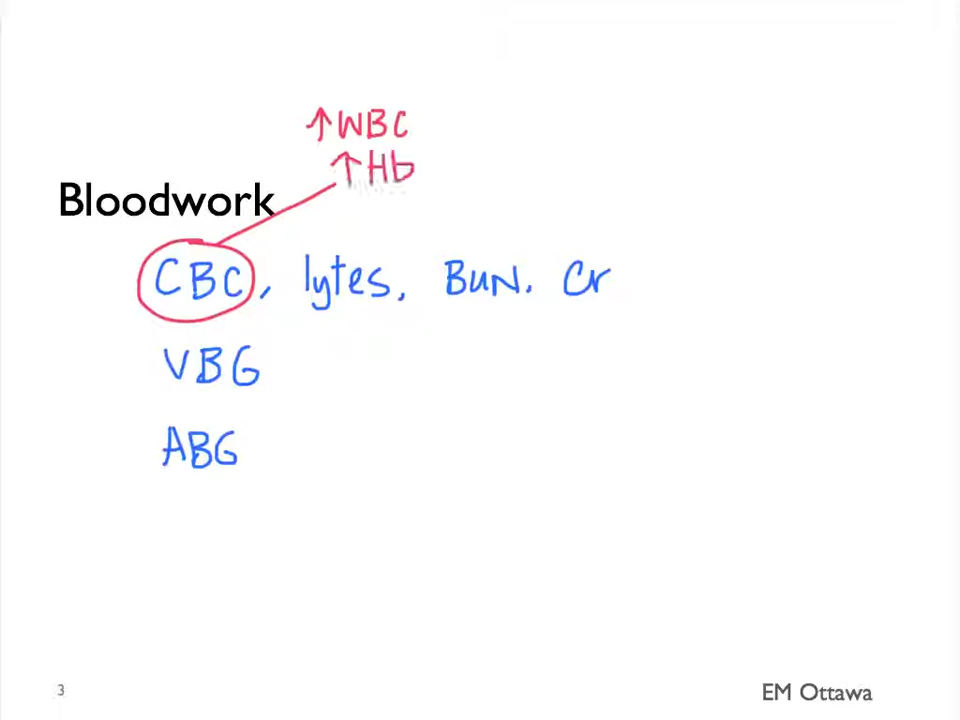 ↑WBC
↑Hb
Bloodwork
CBC, lytes, BUN. Cr
VBG
ABG
3
EM Ottawa